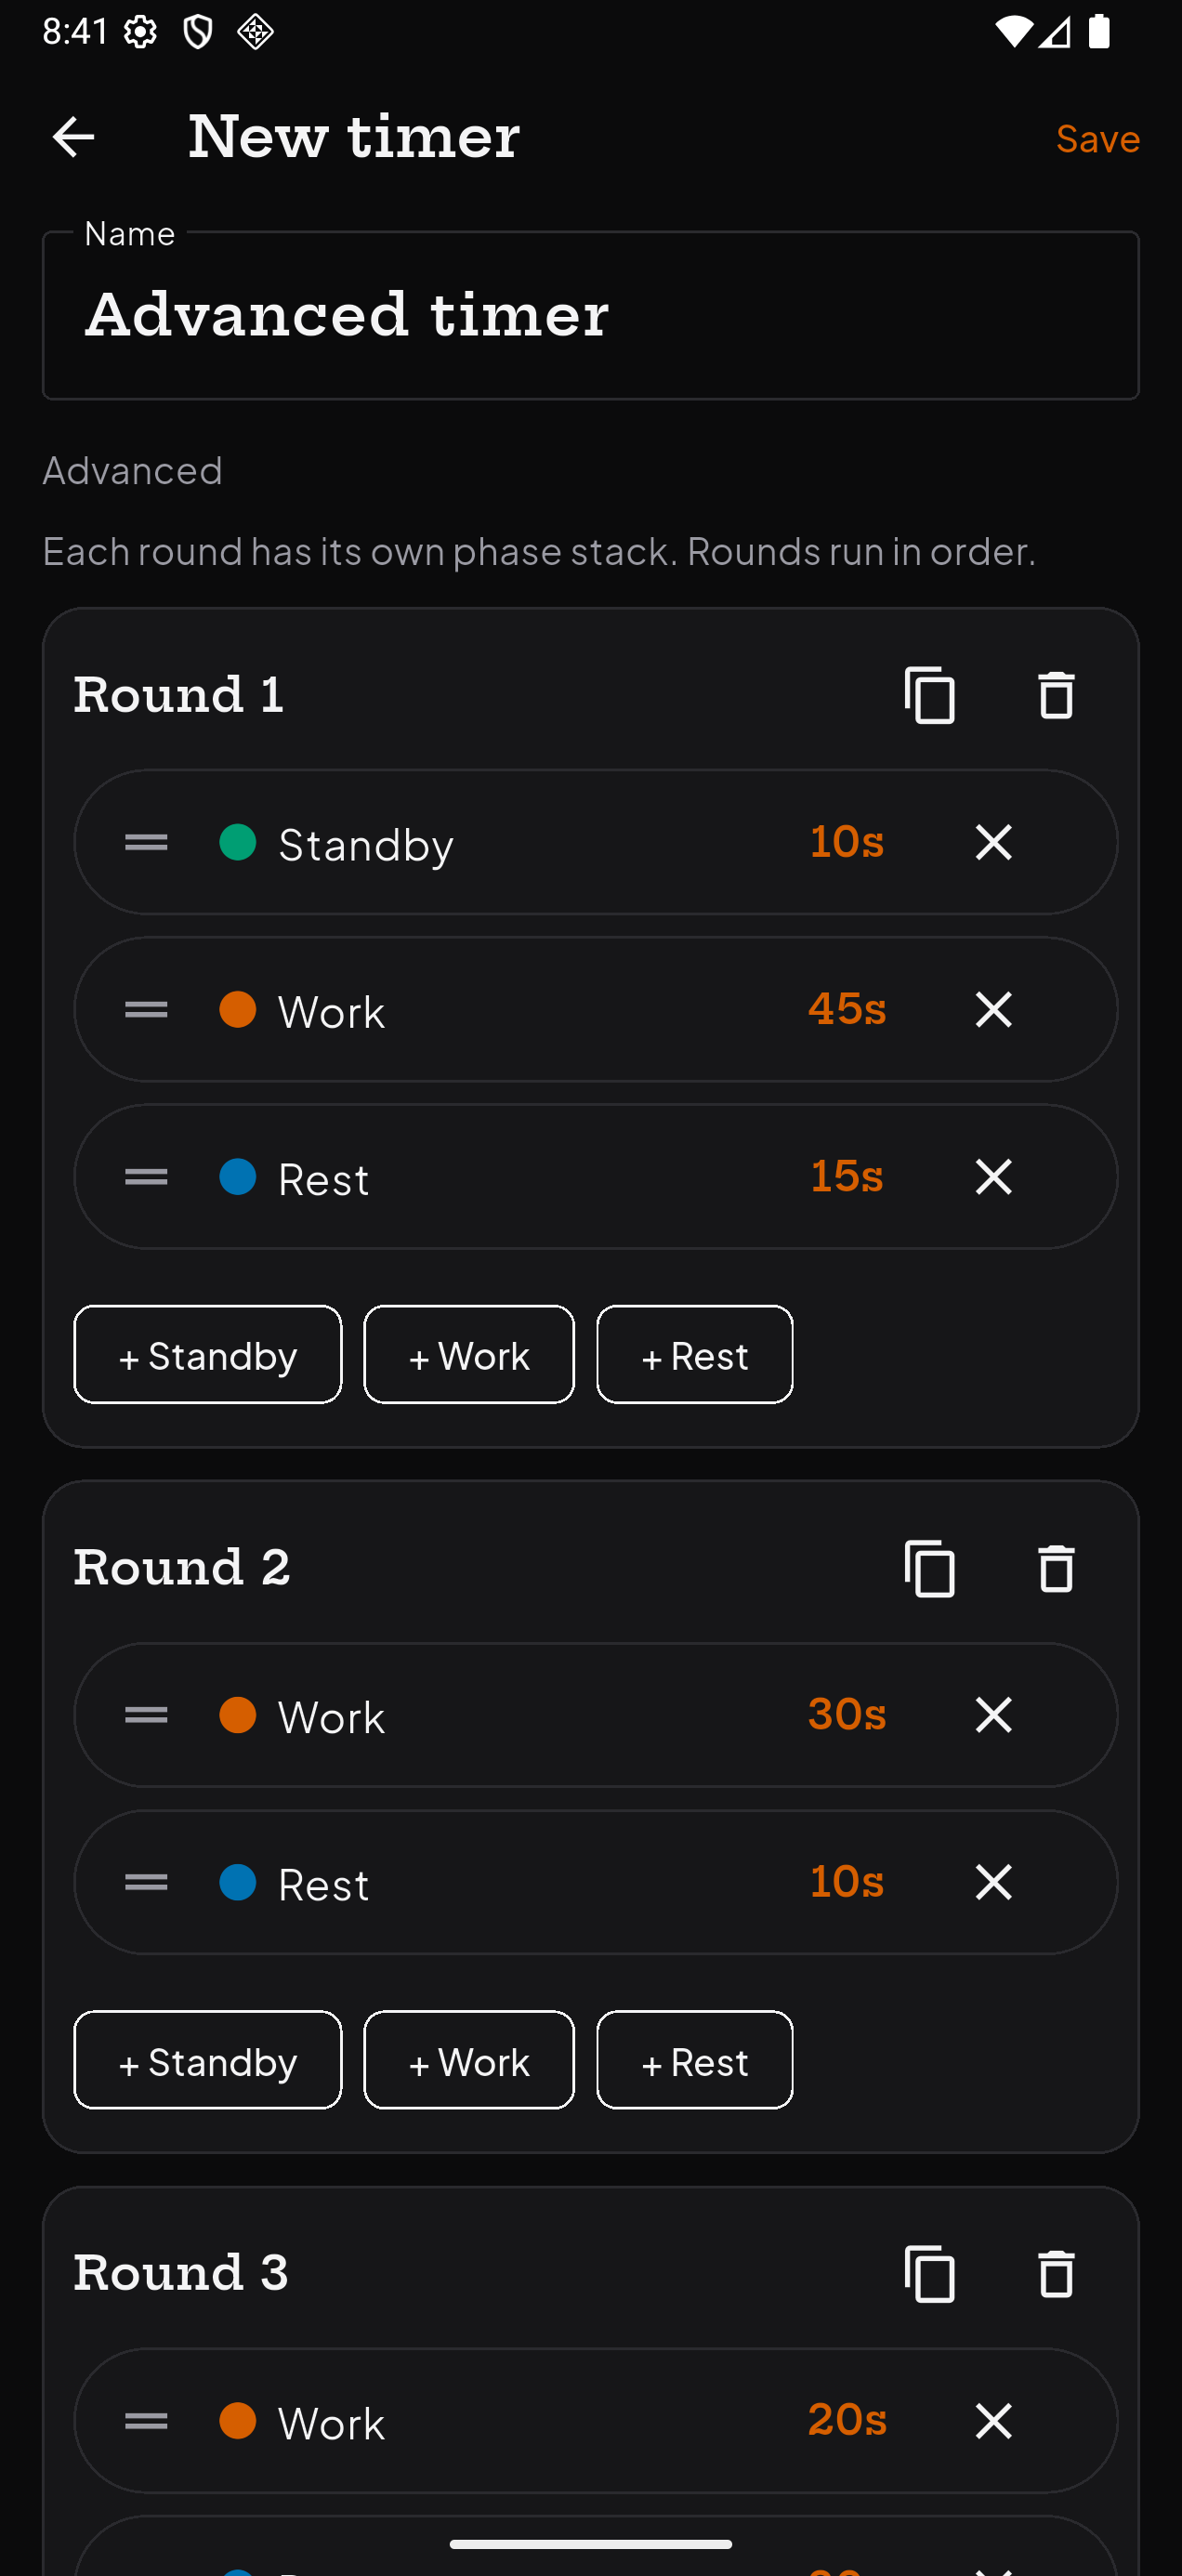 8:41
New timer
Save
Name
Advanced timer
Advanced
Each round has its own phase stack. Rounds run in order.
Round 1
Standby 10s
Work 45s
Rest 15s
+ Standby + Work + Rest
Round 2
Work 30s
Rest 10s
+ Standby + Work + Rest
Round 3
Work 20s